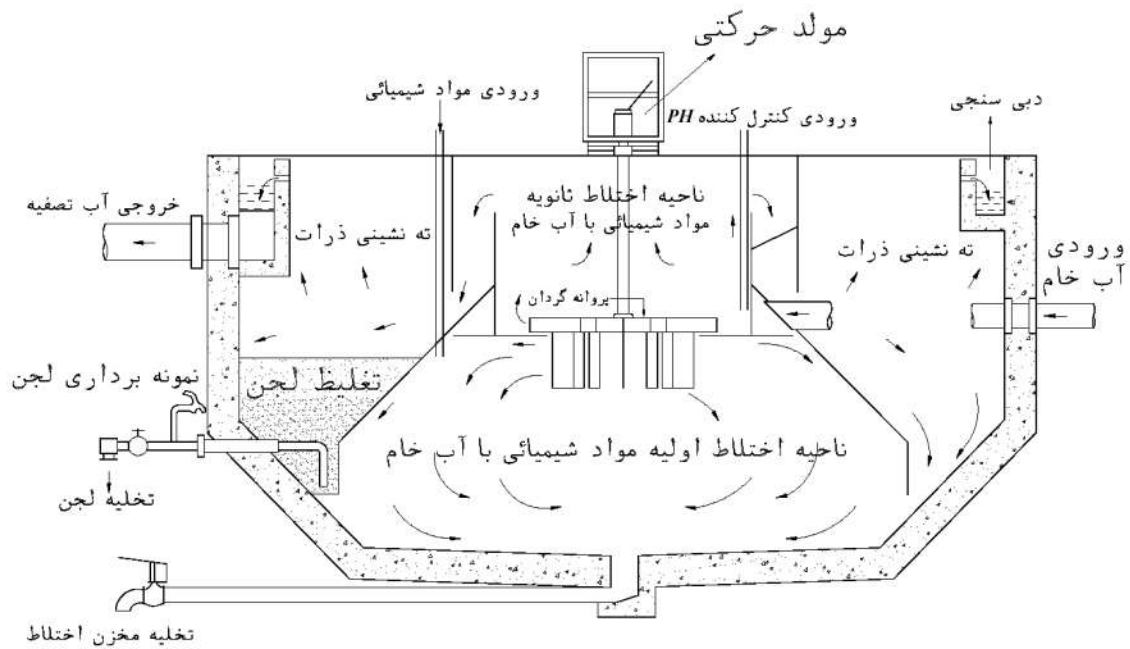 مولد حرکتی
ورودی مواد شیمیائی
ورودی کنترل کننده PH
دبی سنجی
ناحیه اختلاط ثانویه
مواد شیمیائی با آب خام
خروجی آب تصفیه
ته نشینی ذرات
ته نشینی ذرات
ورودی
آب خام
پروانه گردان
نمونه برداری لجن
تغلیظ لجن
ناحیه اختلاط اولیه مواد شیمیائی با آب خام
تخلیه لجن
تخلیه مخزن اختلاط